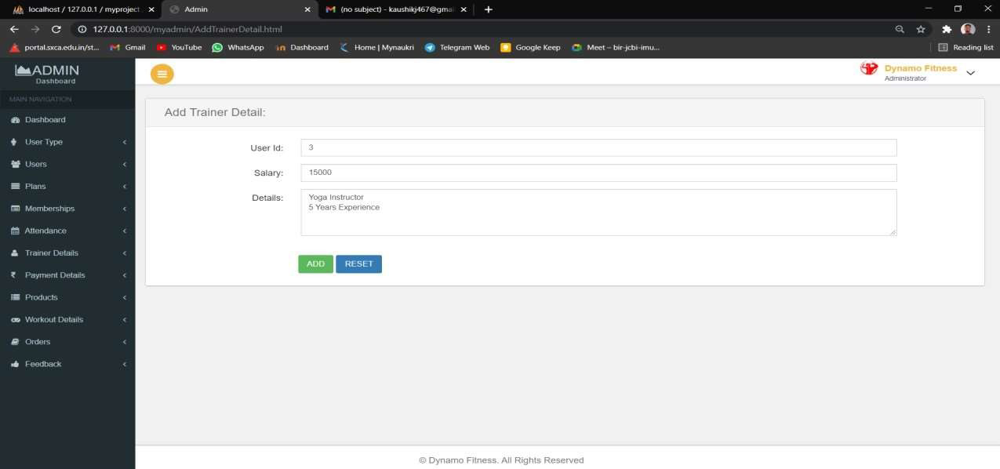 localhost / 127.0.0.1 / myproject
Admin
(no subject) - kaushikj467@gmai
127.0.0.1:8000/myadmin/AddTrainerDetail.html
portal.sxca.edu.in/st... Gmail YouTube WhatsApp Dashboard Home | Mynaukri Telegram Web Google Keep Meet – bir-jcbi-imu... Reading list
ADMIN
Dashboard
Dynamo Fitness
Administrator
MAIN NAVIGATION
Dashboard
User Type
Users
Plans
Memberships
Attendance
Trainer Details
Payment Details
Products
Workout Details
Orders
Feedback
Add Trainer Detail:
User Id: 3
Salary: 15000
Details: Yoga Instructor
5 Years Experience
ADD RESET
© Dynamo Fitness. All Rights Reserved